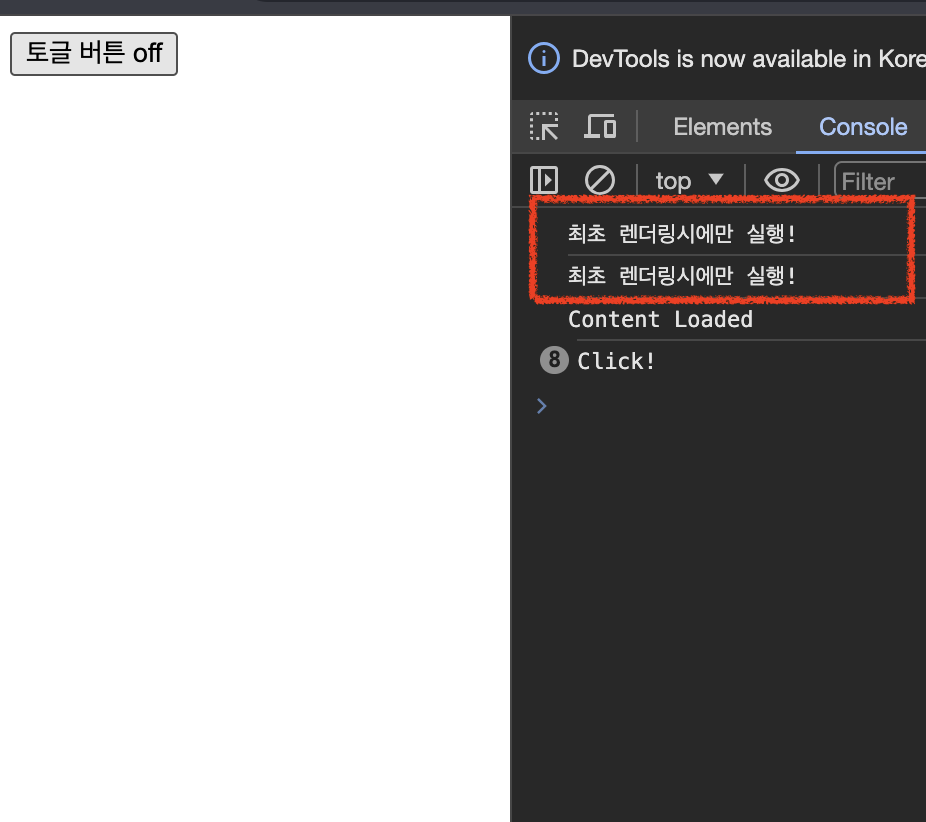 토글 버튼 off
DevTools is now available in Kore
Elements Console
top Filter
최초 렌더링시에만 실행!
최초 렌더링시에만 실행!
Content Loaded
8 Click!